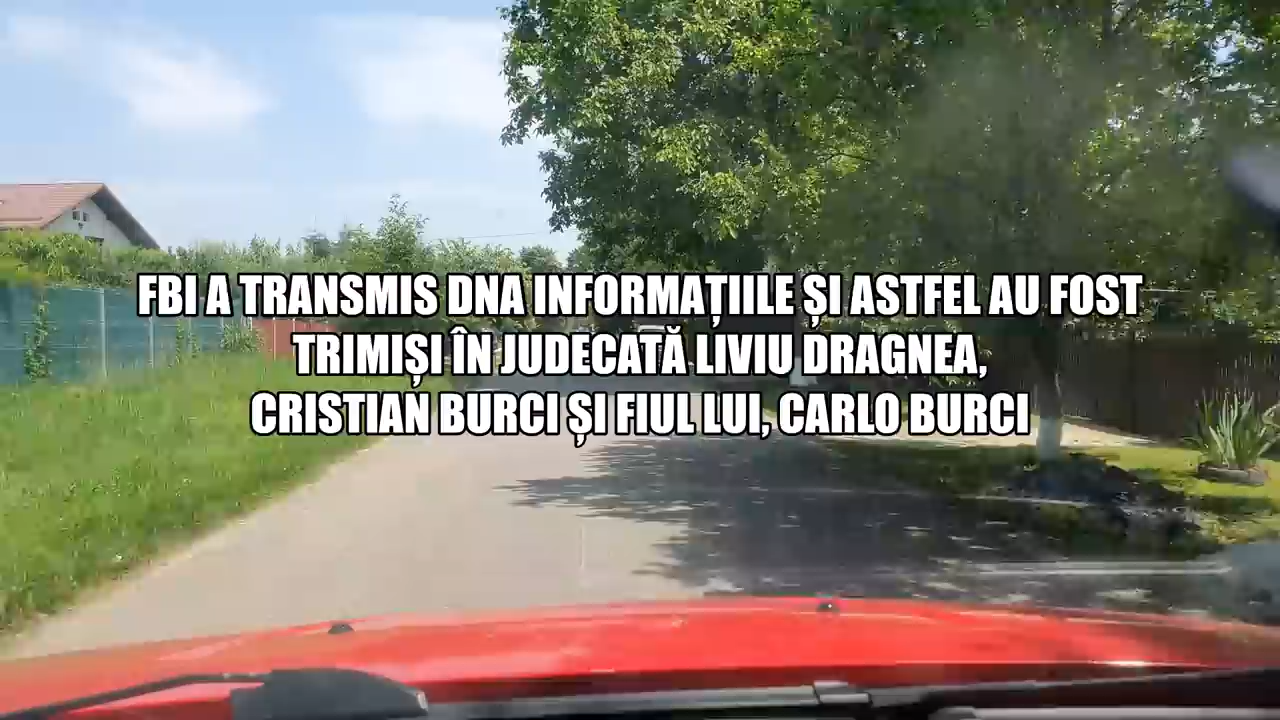 FBI A TRANSMIS DNA INFORMAȚIILE ȘI ASTFEL AU FOST
TRIMIȘI ÎN JUDECATĂ LIVIU DRAGNEA,
CRISTIAN BURCI ȘI FIUL LUI, CARLO BURCI